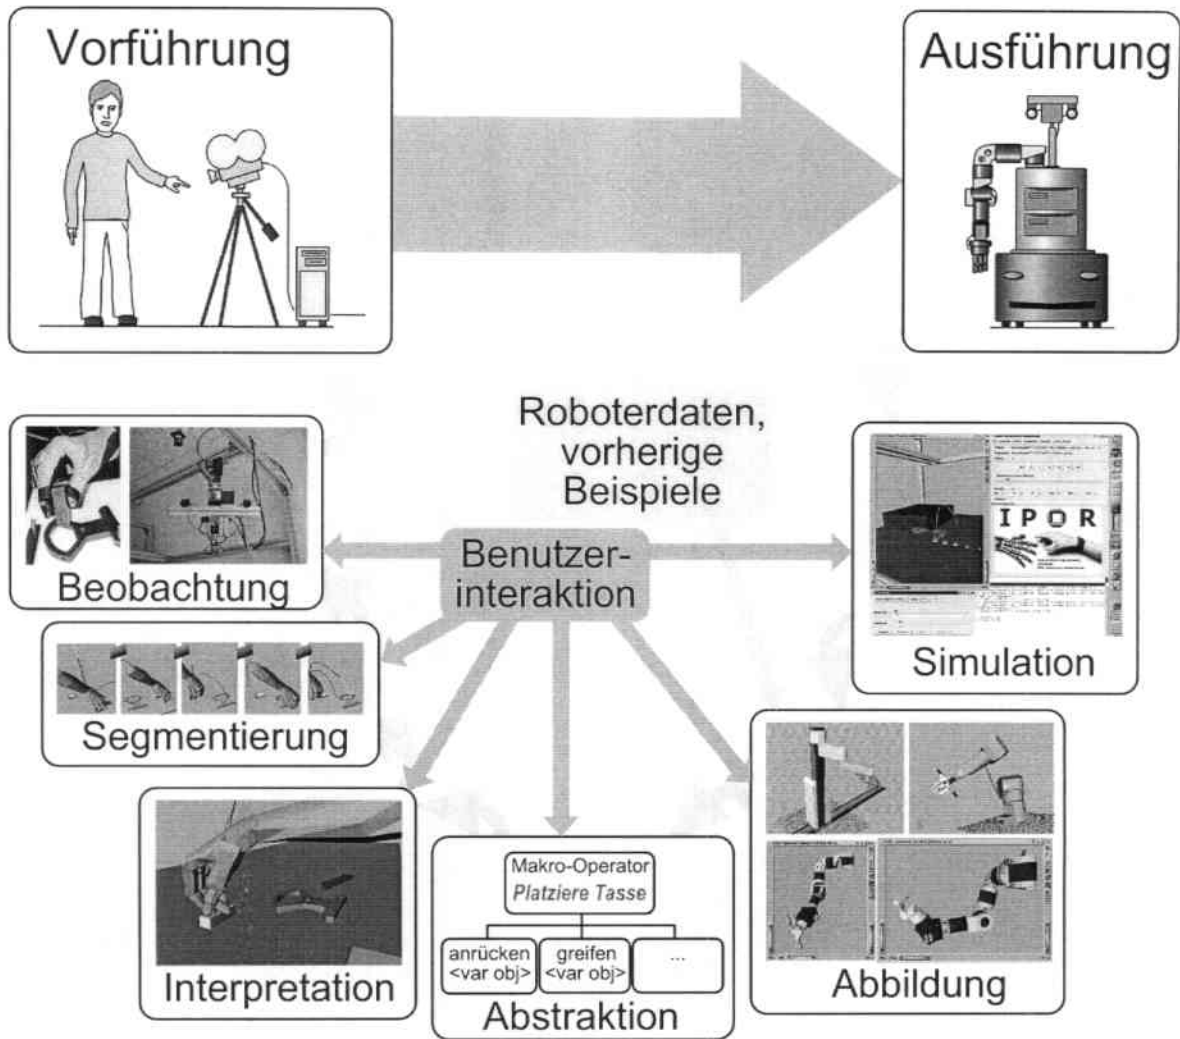 Vorführung
Ausführung
Roboterdaten,
vorherige
Beispiele
Benutzer-
interaktion
Beobachtung
Segmentierung
Interpretation
Makro-Operator
Platziere Tasse
anrücken
<var obj>
greifen
<var obj>
...
Abstraktion
Abbildung
I P O R
Simulation